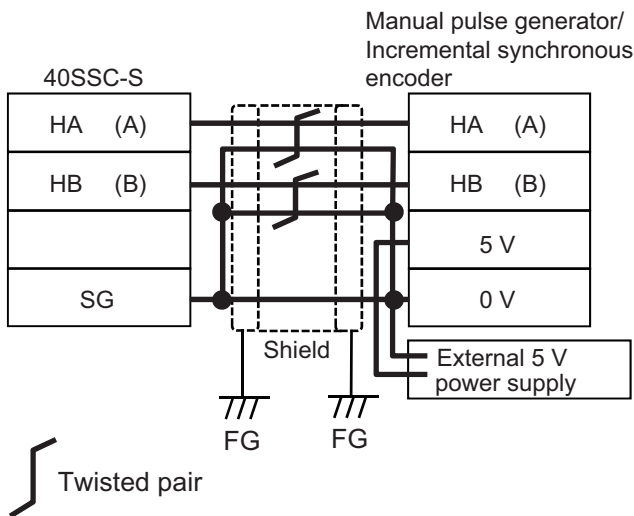 Manual pulse generator/
Incremental synchronous
encoder
40SSC-S
HA (A)
HA (A)
HB (B)
HB (B)
5 V
SG
0 V
Shield
External 5 V
power supply
FG
FG
Twisted pair